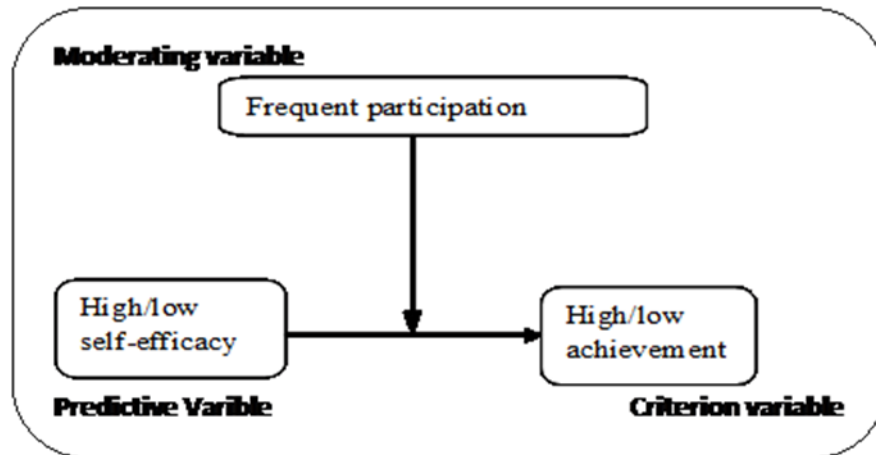 Moderating variable
Frequent participation
High/low
self-efficacy
High/low
achievement
Predictive Varible
Criterion variable